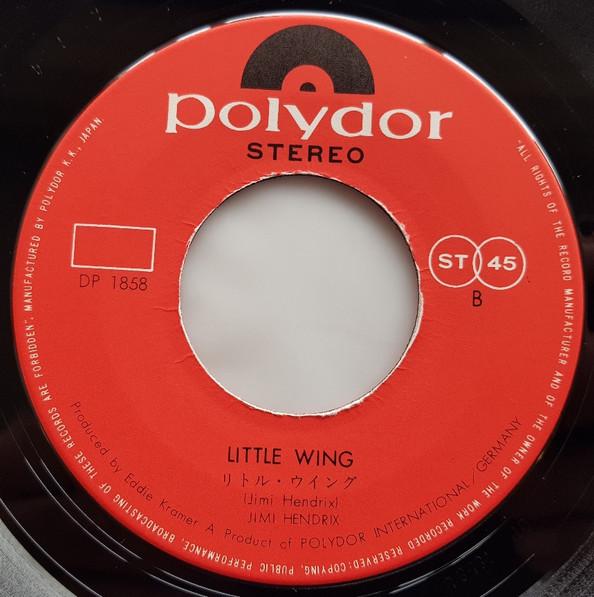 polydor
STEREO
DP 1858
ST 45
B
LITTLE WING
リトル・ウイング
(Jimi Hendrix)
JIMI HENDRIX
Produced by Eddie Kramer A Product of POLYDOR INTERNATIONAL/GERMANY
"ALL RIGHTS OF THE RECORD MANUFACTURER AND OF THE OWNER OF THE WORK RECORDED RESERVED: COPYING, PUBLIC PERFORMANCE, BROADCASTING OF THESE RECORDS ARE FORBIDDEN", MANUFACTURED BY POLYDOR K.K., JAPAN.